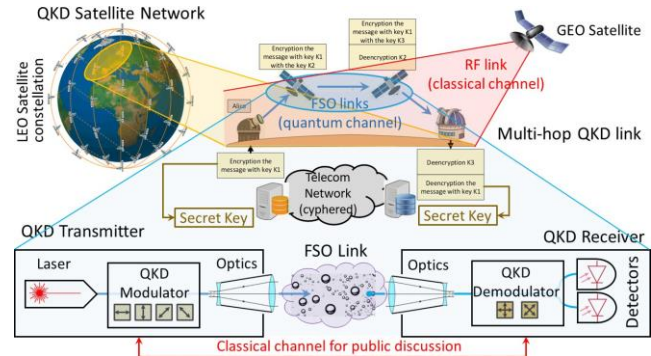 QKD Satellite Network
LEO Satellite
constellation
Encryption the
message with key K1
with the key K2
Encryption the
message with key K1
with key K3
Deencryption K2
GEO Satellite
RF link
(classical channel)
Alice
FSO links
(quantum channel)
Multi-hop QKD link
Encryption the
message with key K1
Telecom
Network
(cyphered)
Deencryption K3
Deencryption the
message with key K1
Secret Key
Secret Key
QKD Transmitter
QKD Receiver
Laser
QKD
Modulator
Optics
FSO Link
Optics
QKD
Demodulator
Detectors
Classical channel for public discussion